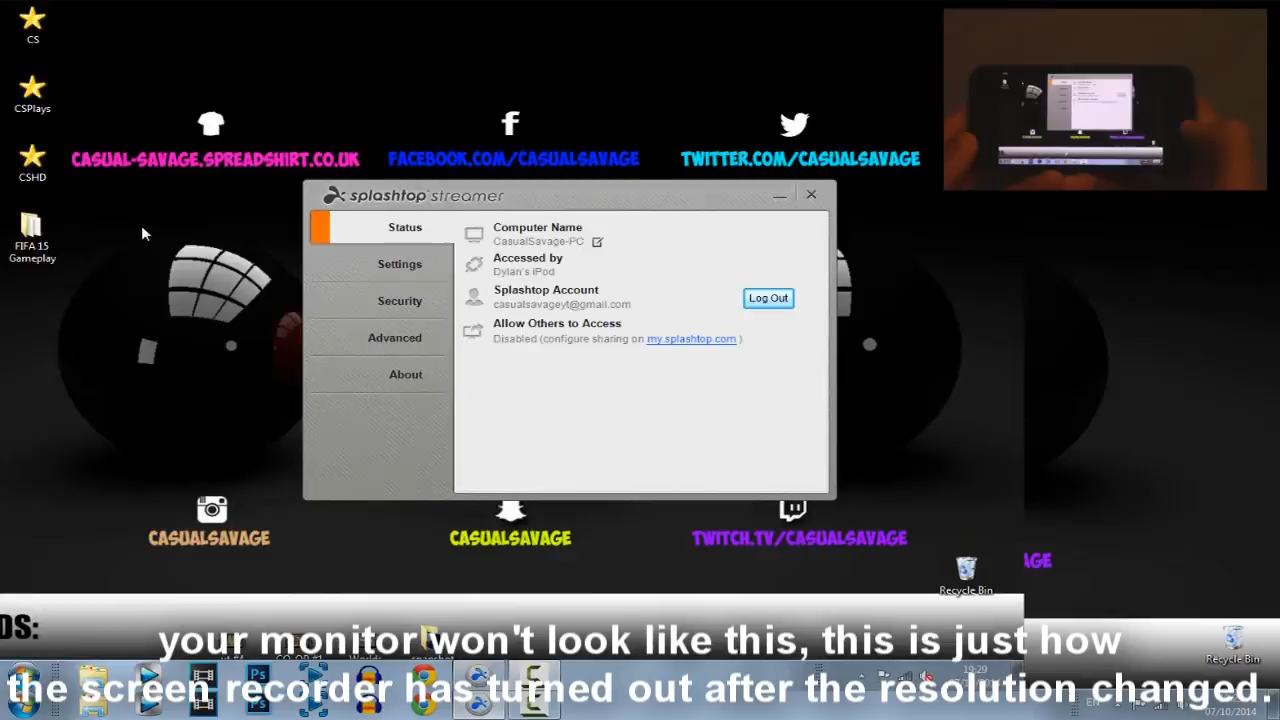 CS
CSPlays
CSHD
FIFA 15
Gameplay
CASUAL-SAVAGE.SPREADSHIRT.CO.UK
FACEBOOK.COM/CASUALSAVAGE
TWITTER.COM/CASUALSAVAGE
splashtop streamer
Status
Settings
Security
Advanced
About
Computer Name
CasualSavage-PC
Accessed by
Dylan's iPod
Splashtop Account
casualsavageyt@gmail.com
Log Out
Allow Others to Access
Disabled (configure sharing on my.splashtop.com )
CASUALSAVAGE
CASUALSAVAGE
TWITCH.TV/CASUALSAVAGE
AGE
Recycle Bin
DS:
Recycle Bin
your monitor won't look like this, this is just how
the screen recorder has turned out after the resolution changed.
19:29
EN
07/10/2014